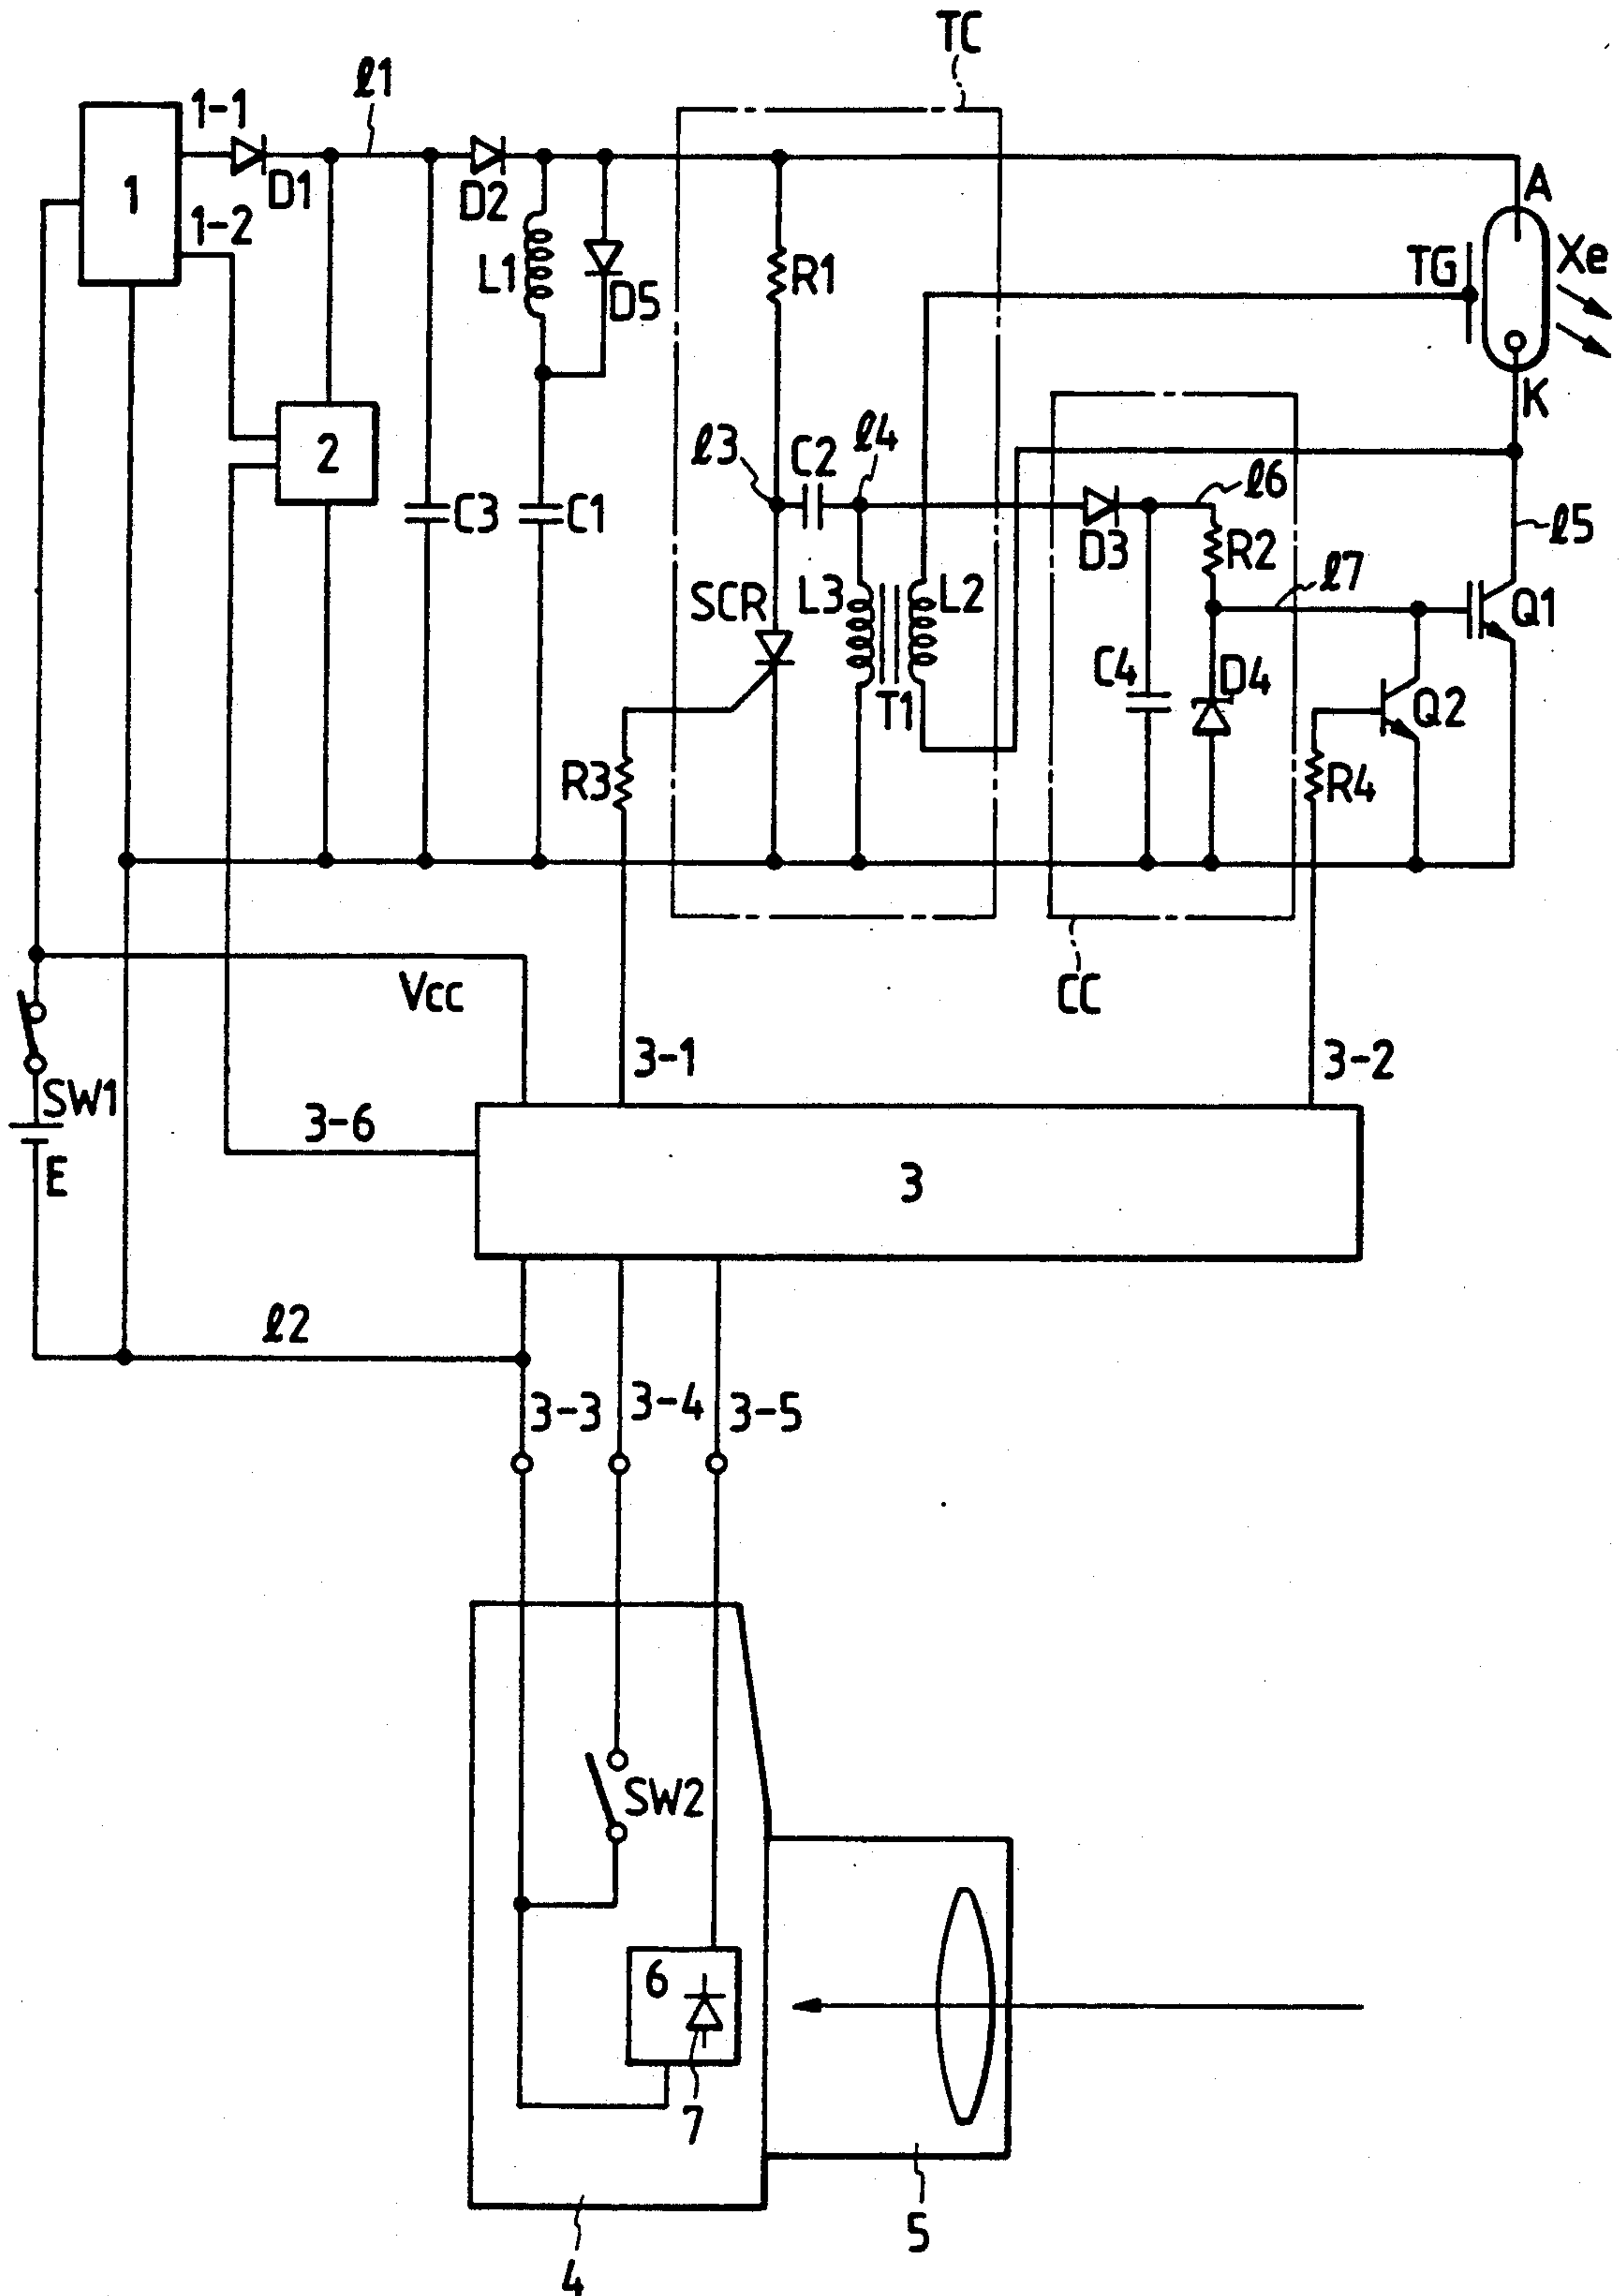 TC
ℓ1
1-1
1
D1
D2
A
1-2
L1
D5
R1
TG
Xe
2
K
ℓ3
C2
ℓ4
ℓ6
C3
C1
D3
R2
ℓ5
ℓ7
SCR
L3
L2
Q1
C4
D4
T1
Q2
R3
R4
Vcc
CC
3-1
3-2
SW1
3-6
E
3
ℓ2
3-3
3-4
3-5
SW2
6
7
5
4